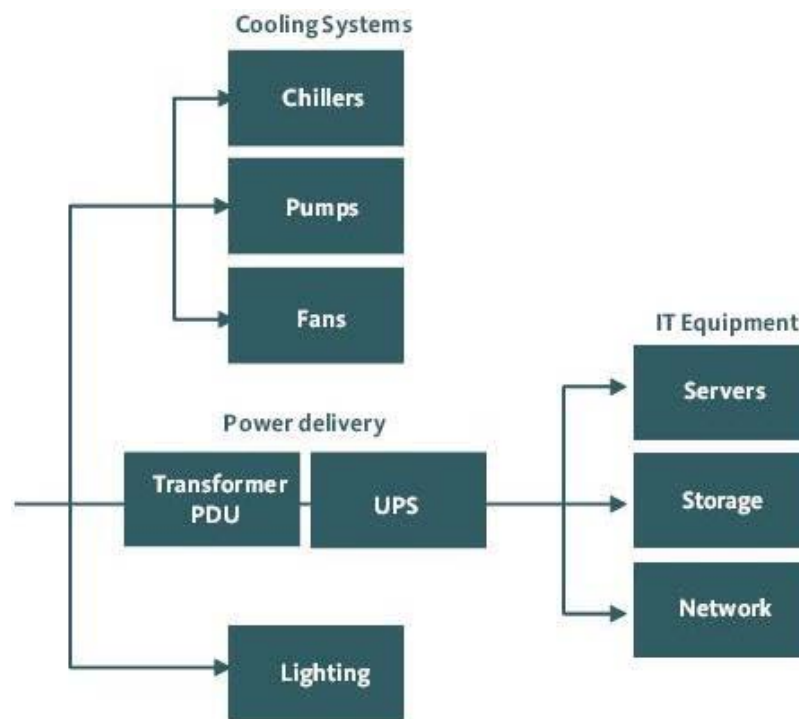 Cooling Systems
Chillers
Pumps
Fans
IT Equipment
Servers
Power delivery
Transformer
PDU
UPS
Storage
Network
Lighting